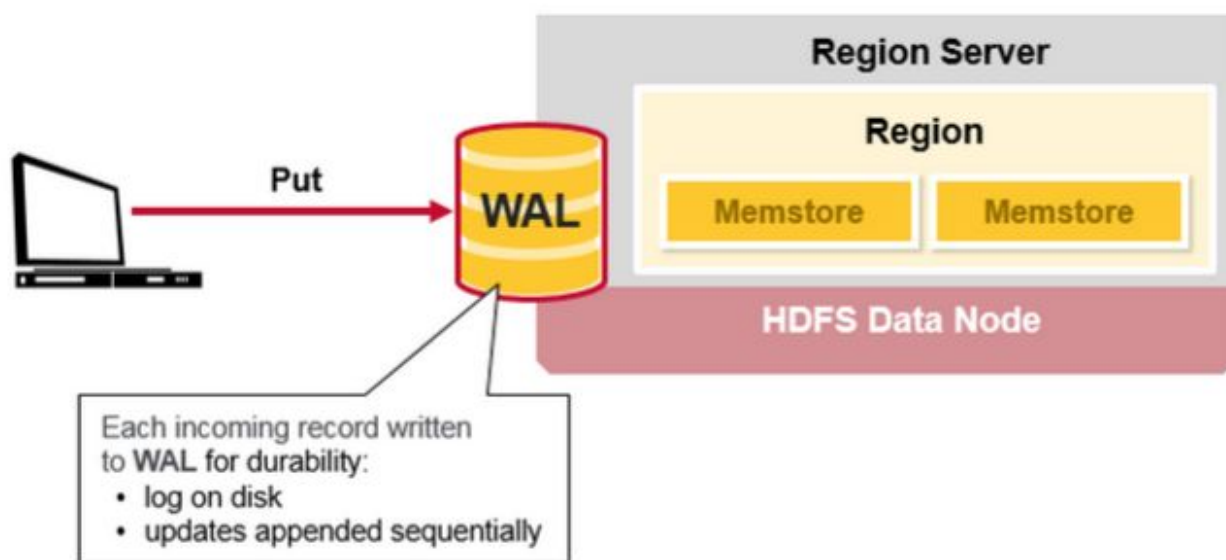 Region Server
Region
Put
WAL
Memstore
Memstore
HDFS Data Node
Each incoming record written
to WAL for durability:
• log on disk
• updates appended sequentially